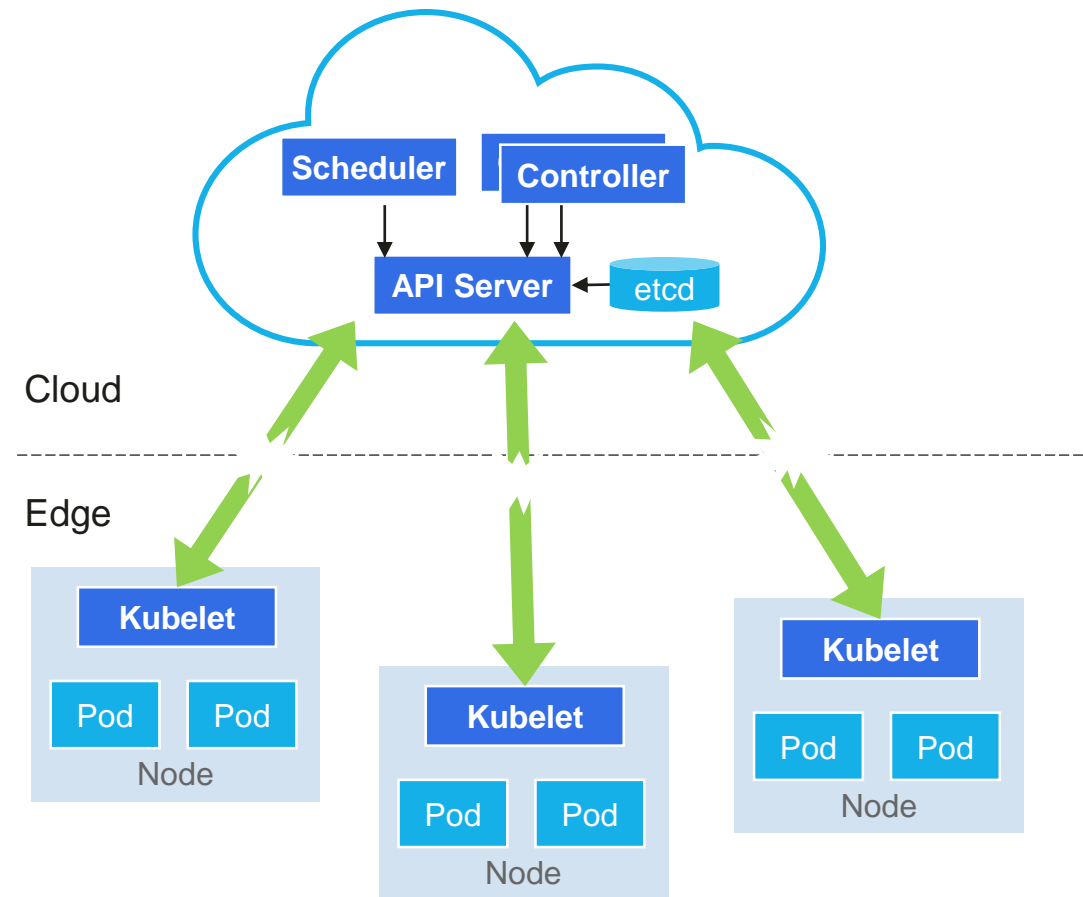 Scheduler
Controller
API Server
etcd
Cloud
Edge
Kubelet
Pod
Pod
Node
Kubelet
Pod
Pod
Node
Kubelet
Pod
Pod
Node